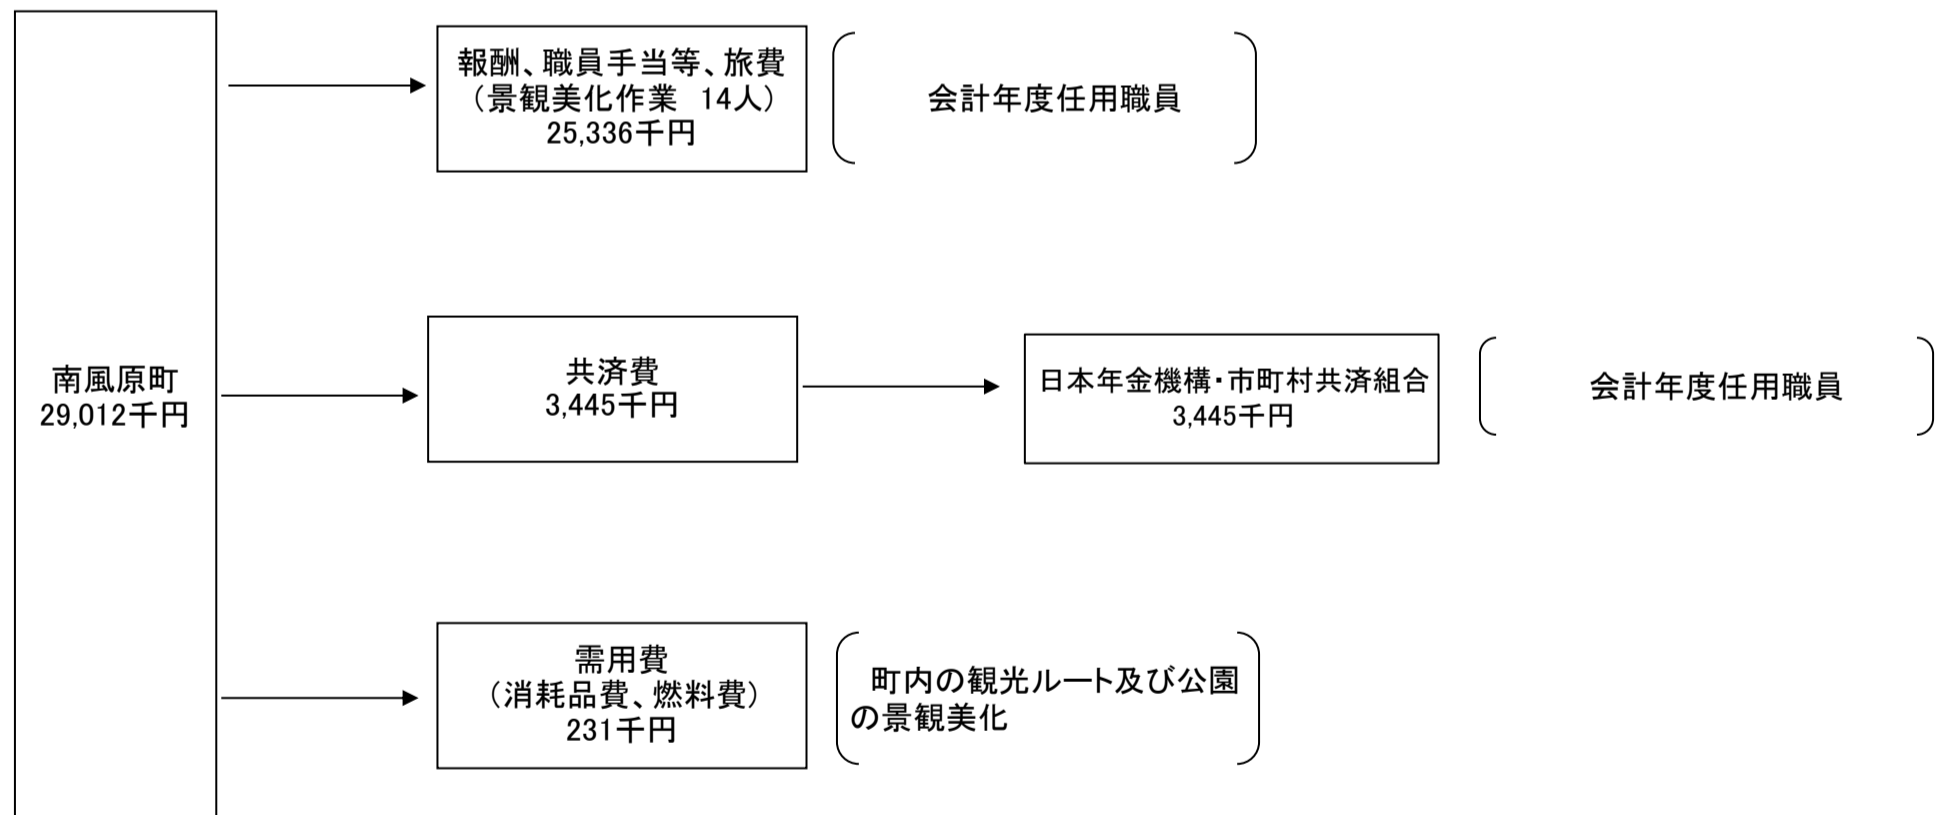 報酬、職員手当等、旅費
（景観美化作業　14人）
25,336千円
会計年度任用職員
南風原町
29,012千円
共済費
3,445千円
日本年金機構・市町村共済組合
3,445千円
会計年度任用職員
需用費
（消耗品費、燃料費）
231千円
町内の観光ルート及び公園
の景観美化